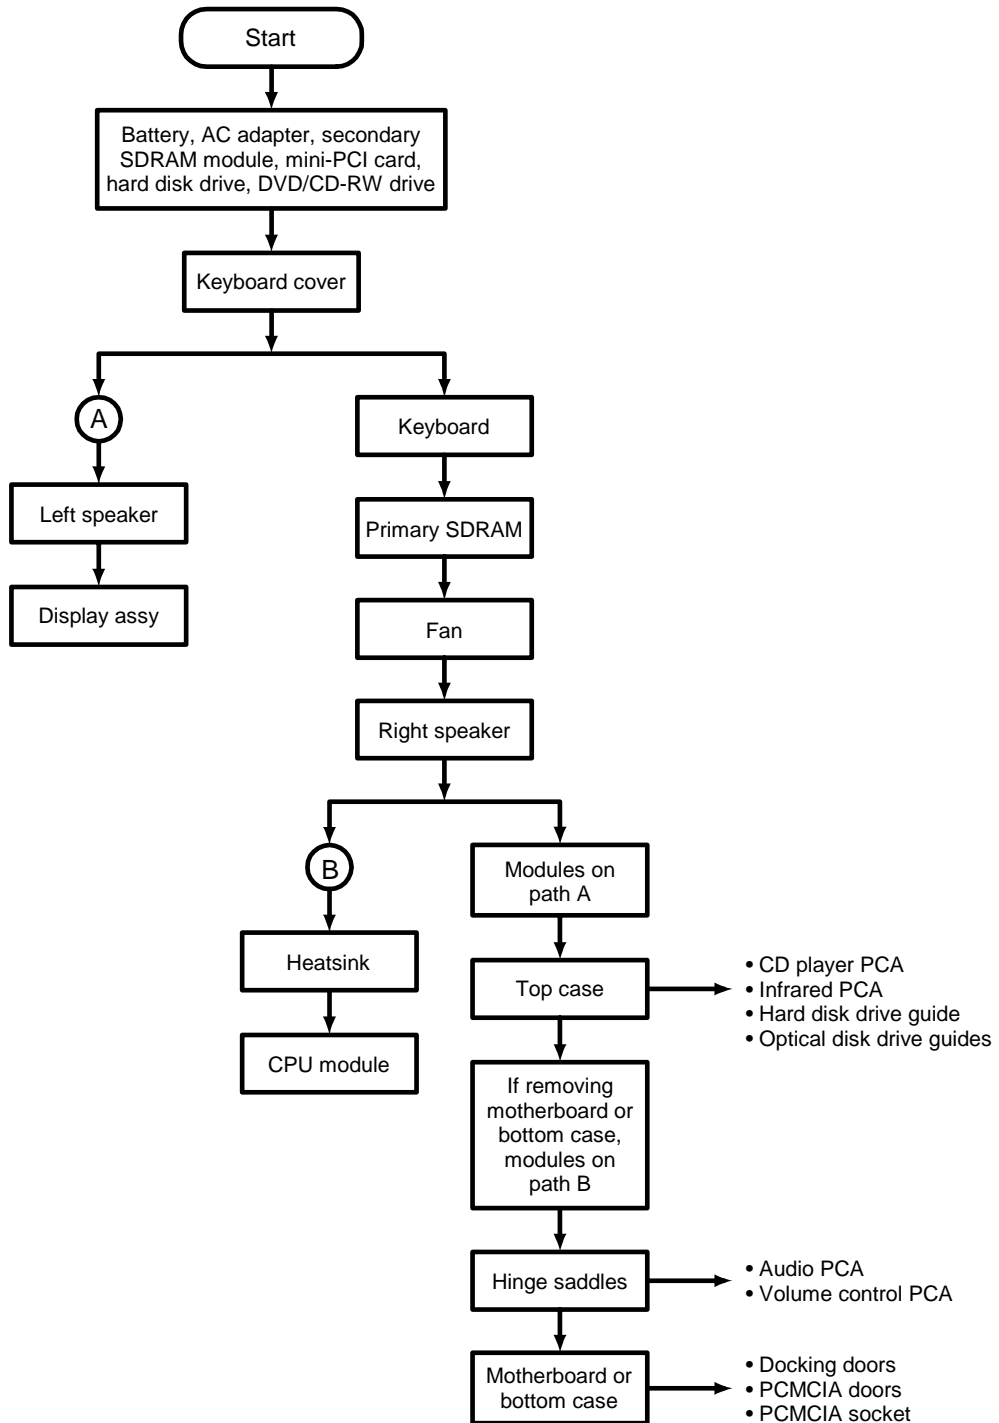 Start
Battery, AC adapter, secondary
SDRAM module, mini-PCI card,
hard disk drive, DVD/CD-RW drive
Keyboard cover
A
Keyboard
Left speaker
Primary SDRAM
Display assy
Fan
Right speaker
B
Modules on
path A
Heatsink
Top case
• CD player PCA
• Infrared PCA
• Hard disk drive guide
• Optical disk drive guides
CPU module
If removing
motherboard or
bottom case,
modules on
path B
Hinge saddles
• Audio PCA
• Volume control PCA
Motherboard or
bottom case
• Docking doors
• PCMCIA doors
• PCMCIA socket